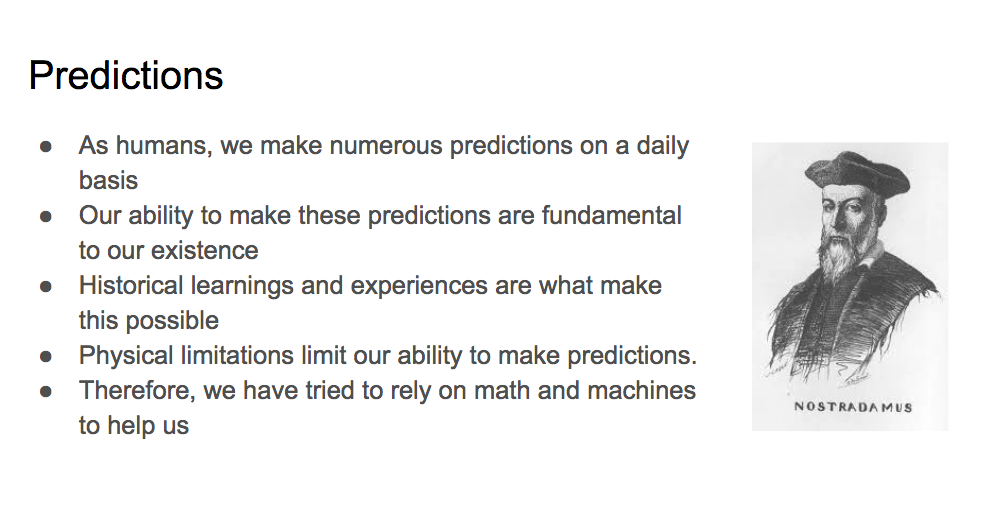 Predictions
● As humans, we make numerous predictions on a daily
basis
● Our ability to make these predictions are fundamental
to our existence
● Historical learnings and experiences are what make
this possible
● Physical limitations limit our ability to make predictions.
● Therefore, we have tried to rely on math and machines
to help us
NOSTRADAMUS